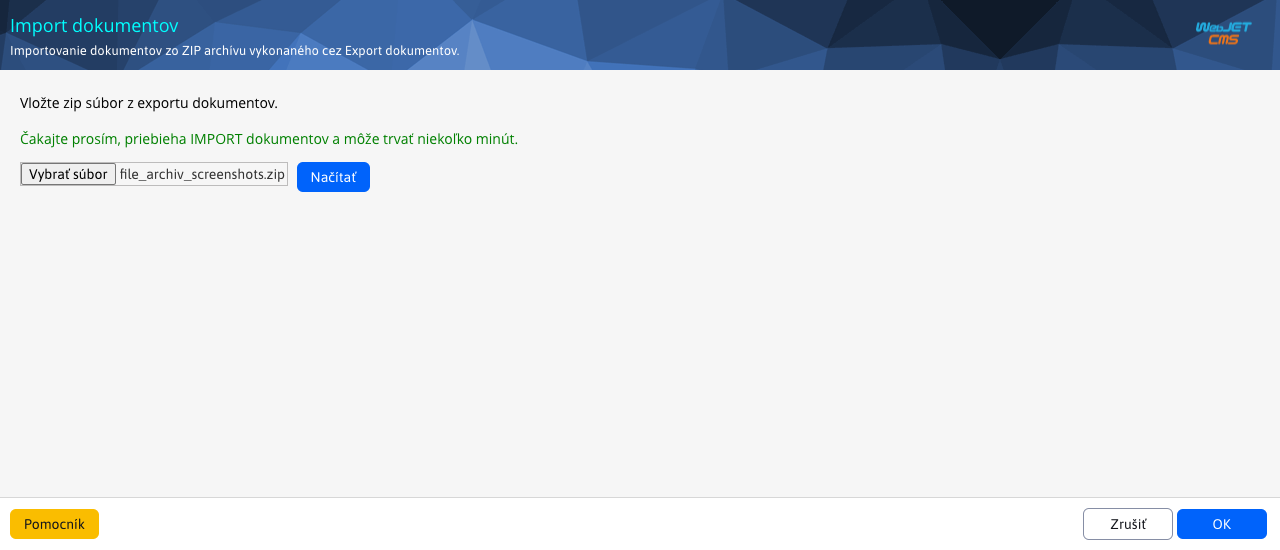 Import dokumentov
Importovanie dokumentov zo ZIP archívu vykonaného cez Export dokumentov.
WebJET
CMS
Vložte zip súbor z exportu dokumentov.
Čakajte prosím, priebieha IMPORT dokumentov a môže trvať niekoľko minút.
Vybrať súbor file_archiv_screenshots.zip Načítať
Pomocník Zrušiť OK